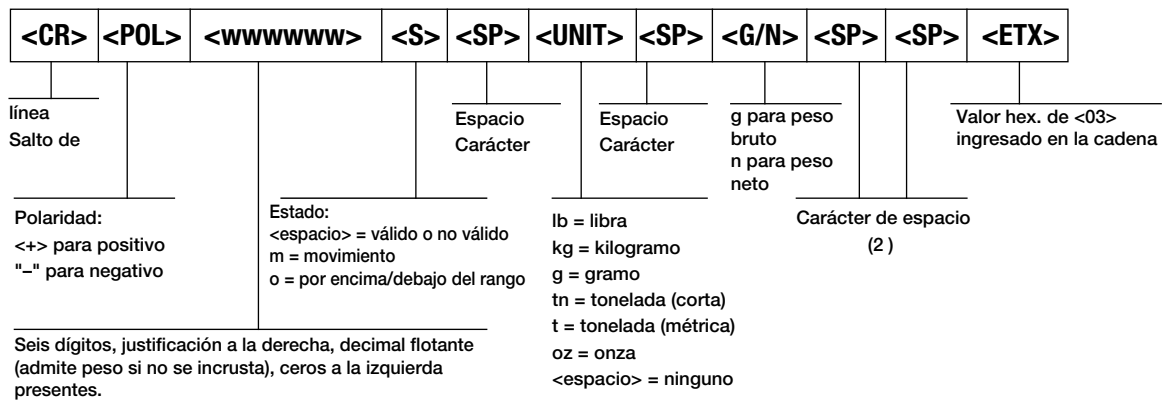 <CR> <POL> <wwwwww> <S> <SP> <UNIT> <SP> <G/N> <SP> <SP> <ETX>
línea
Salto de
Espacio
Carácter
Espacio
Carácter
g para peso
bruto
n para peso
neto
Valor hex. de <03>
ingresado en la cadena
Polaridad:
<+> para positivo
"–" para negativo
Estado:
<espacio> = válido o no válido
m = movimiento
o = por encima/debajo del rango
lb = libra
kg = kilogramo
g = gramo
tn = tonelada (corta)
t = tonelada (métrica)
oz = onza
<espacio> = ninguno
Carácter de espacio
(2 )
Seis dígitos, justificación a la derecha, decimal flotante
(admite peso si no se incrusta), ceros a la izquierda
presentes.